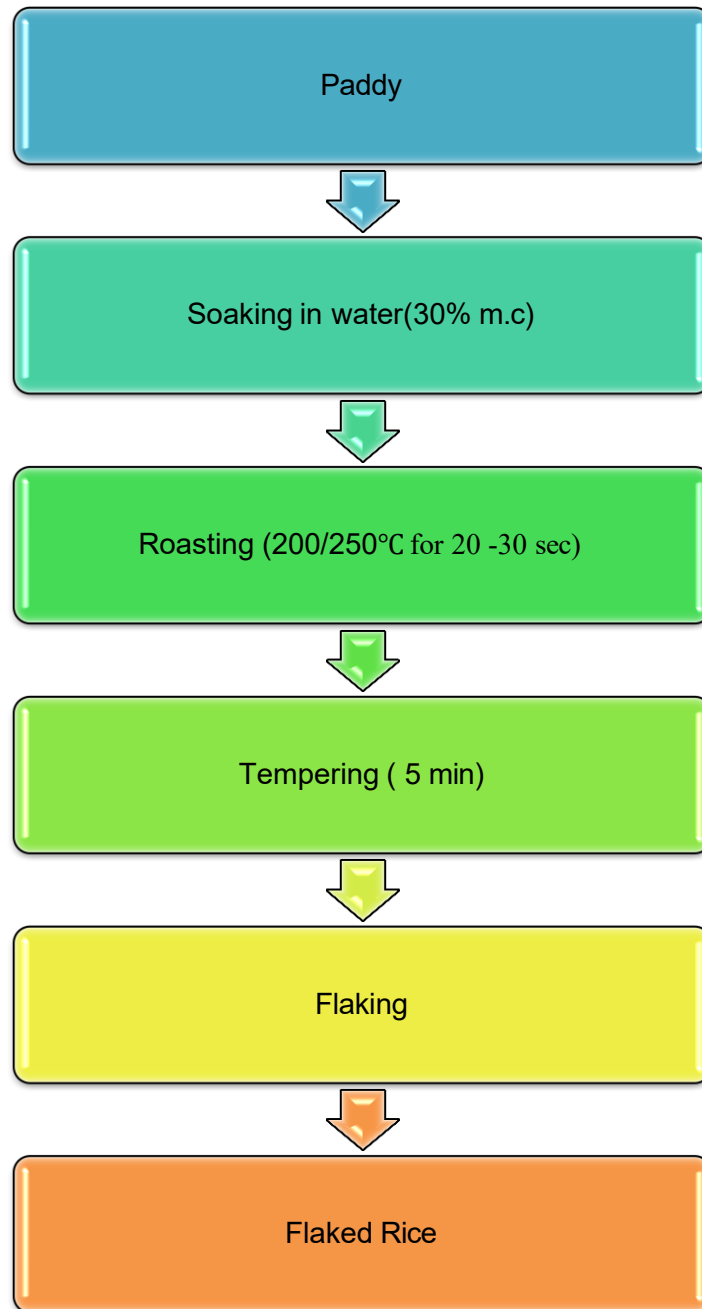 Paddy
Soaking in water(30% m.c)
Roasting (200/250℃ for 20 -30 sec)
Tempering ( 5 min)
Flaking
Flaked Rice